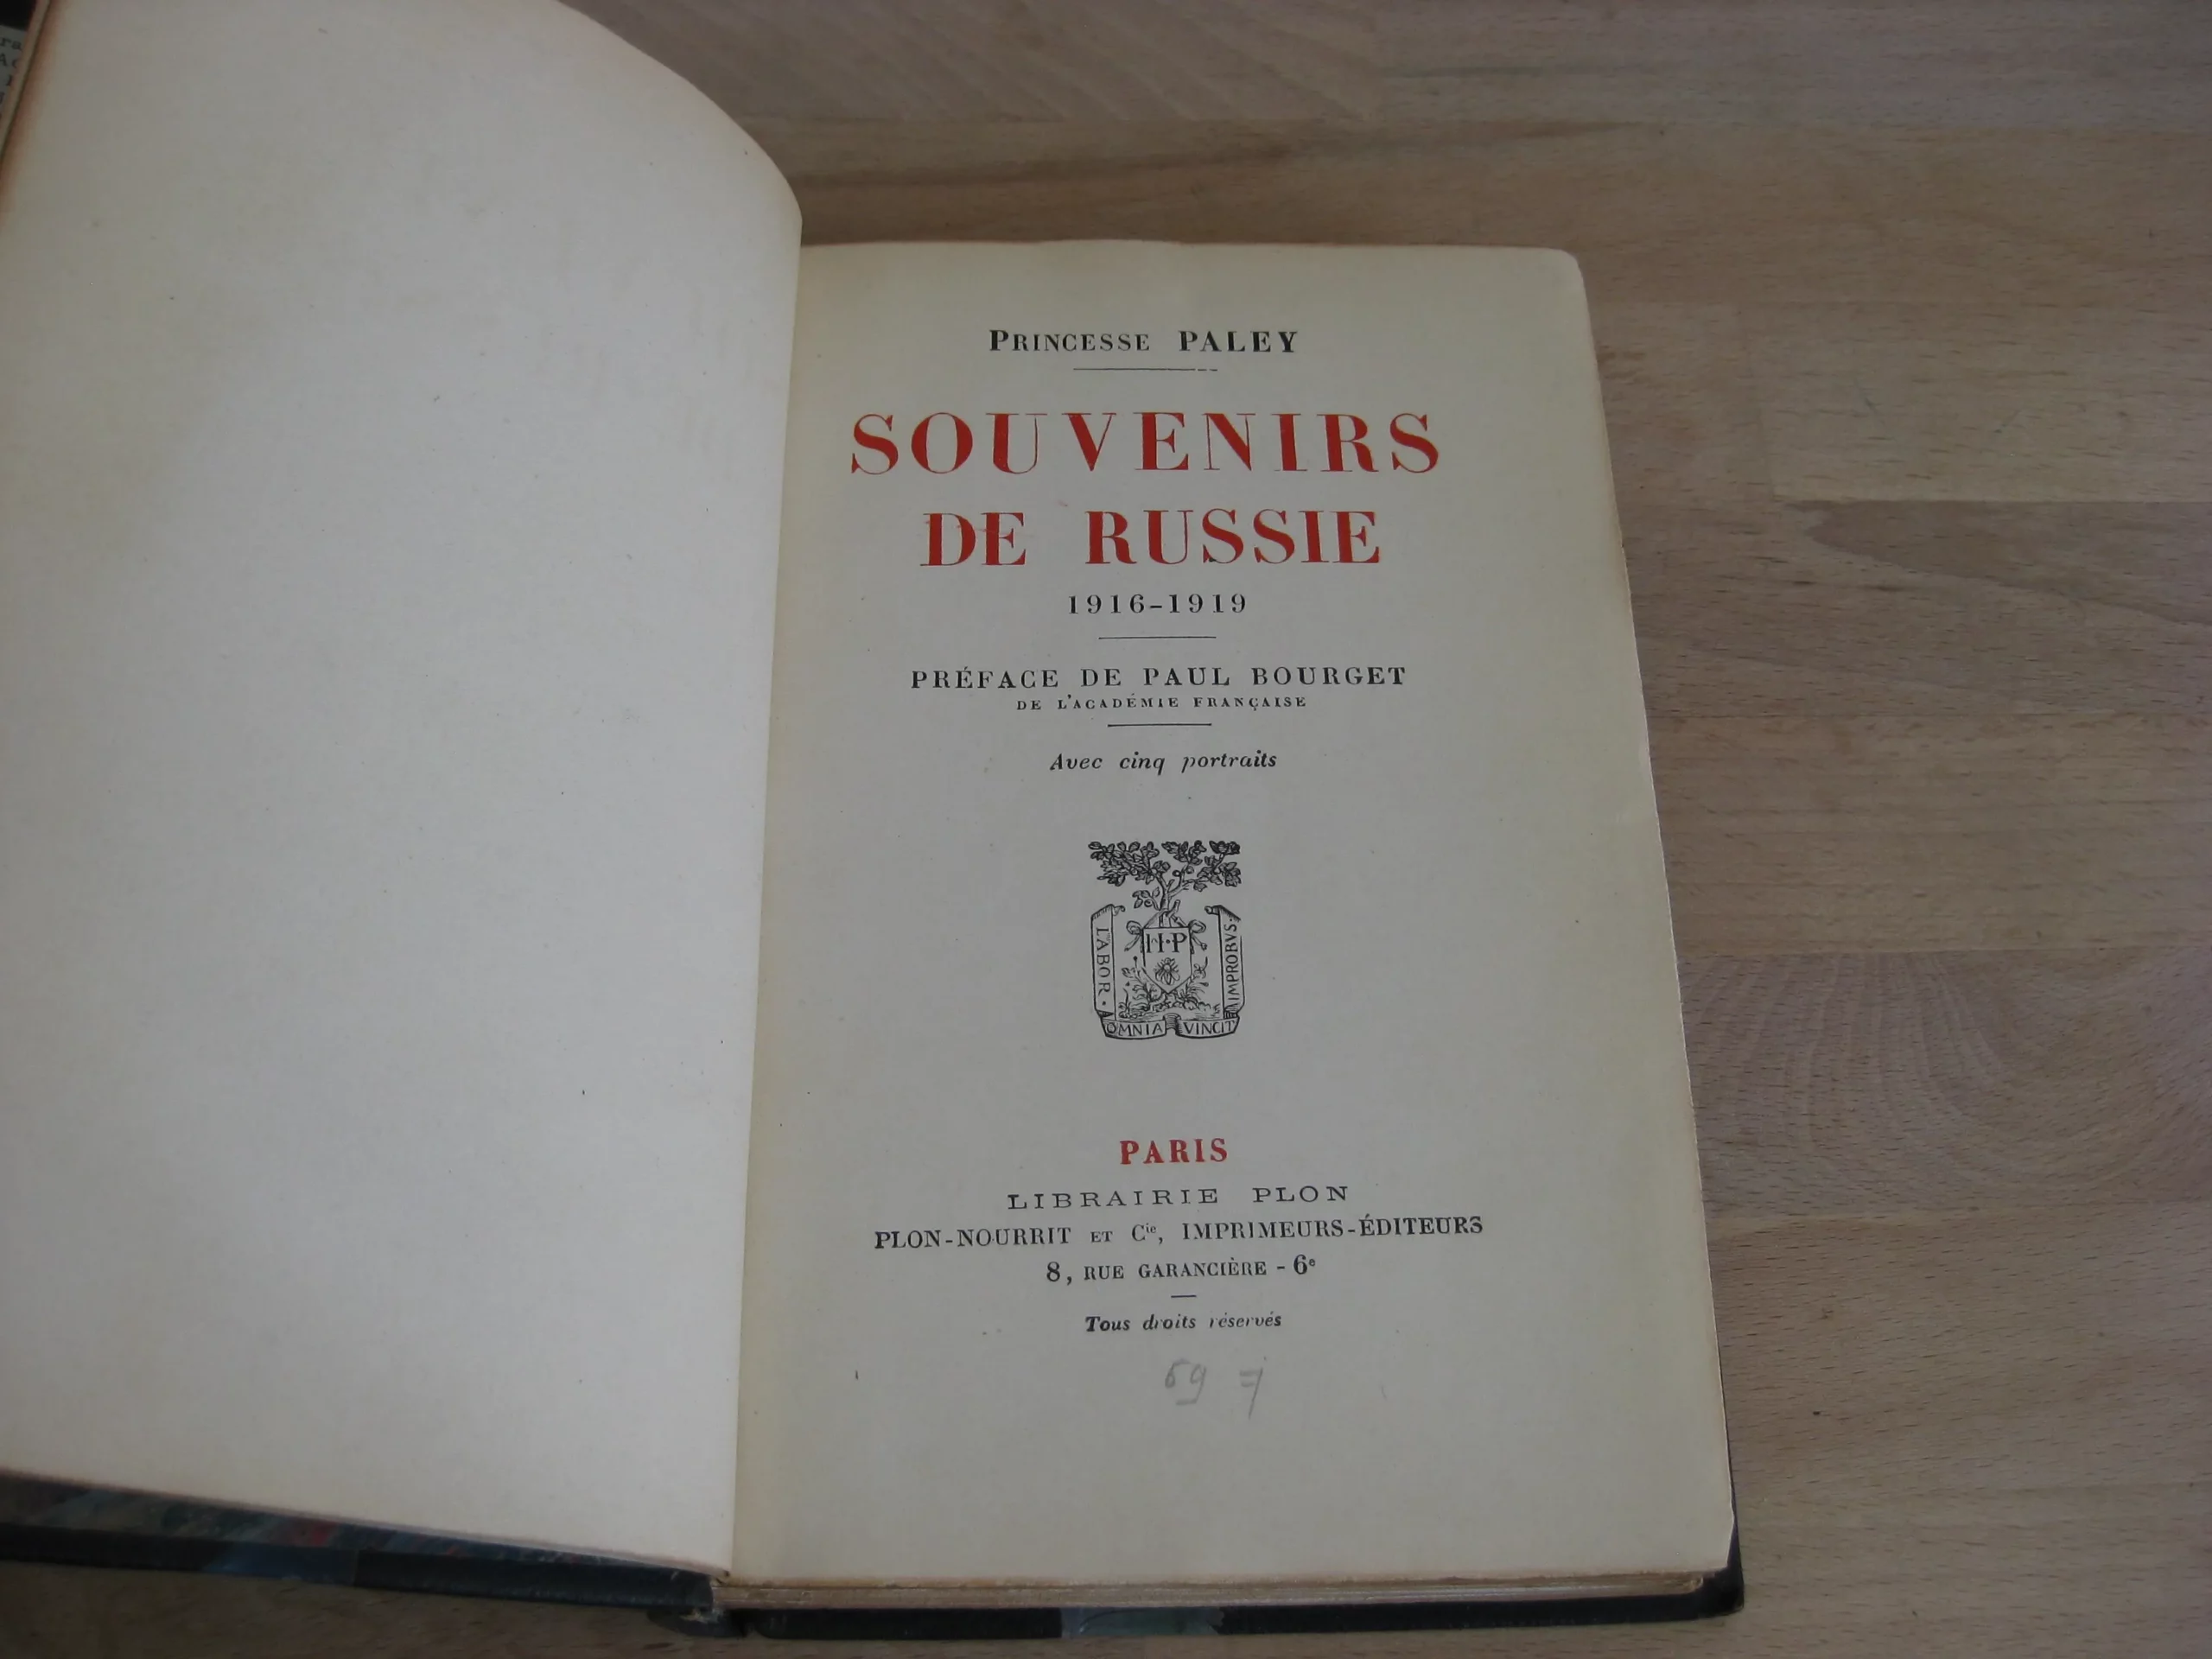 PRINCESSE PALEY
SOUVENIRS
DE RUSSIE
1916-1919
PRÉFACE DE PAUL BOURGET
DE L'ACADÉMIE FRANÇAISE
Avec cinq portraits
H·P
LABOR·
IMPROBVS·
OMNIA VINCIT
PARIS
LIBRAIRIE PLON
PLON-NOURRIT ET Cie, IMPRIMEURS-ÉDITEURS
8, RUE GARANCIÈRE - 6e
Tous droits réservés